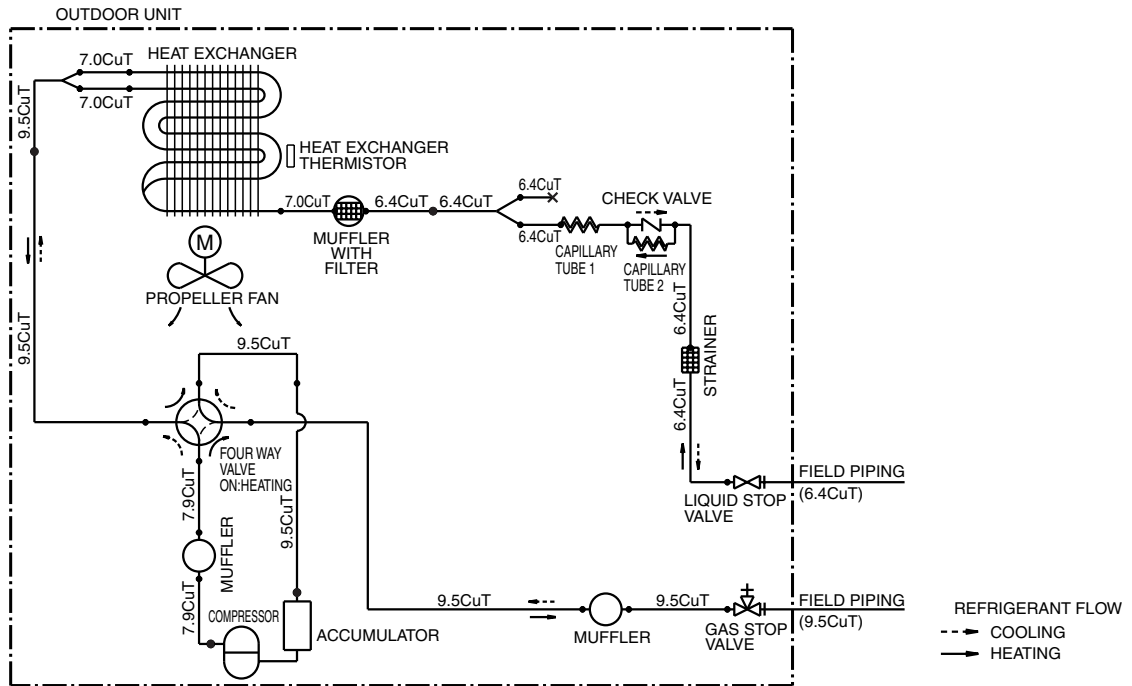 OUTDOOR UNIT
HEAT EXCHANGER
7.0CuT
7.0CuT
9.5CuT
HEAT EXCHANGER
THERMISTOR
7.0CuT
6.4CuT
6.4CuT
6.4CuT
6.4CuT
CHECK VALVE
MUFFLER
WITH
FILTER
CAPILLARY
TUBE 1
CAPILLARY
TUBE 2
M
PROPELLER FAN
6.4CuT
STRAINER
6.4CuT
9.5CuT
9.5CuT
FOUR WAY
VALVE
ON:HEATING
7.9CuT
9.5CuT
MUFFLER
7.9CuT
COMPRESSOR
ACCUMULATOR
FIELD PIPING
(6.4CuT)
LIQUID STOP
VALVE
9.5CuT
MUFFLER
9.5CuT
GAS STOP
VALVE
FIELD PIPING
(9.5CuT)
REFRIGERANT FLOW
COOLING
HEATING